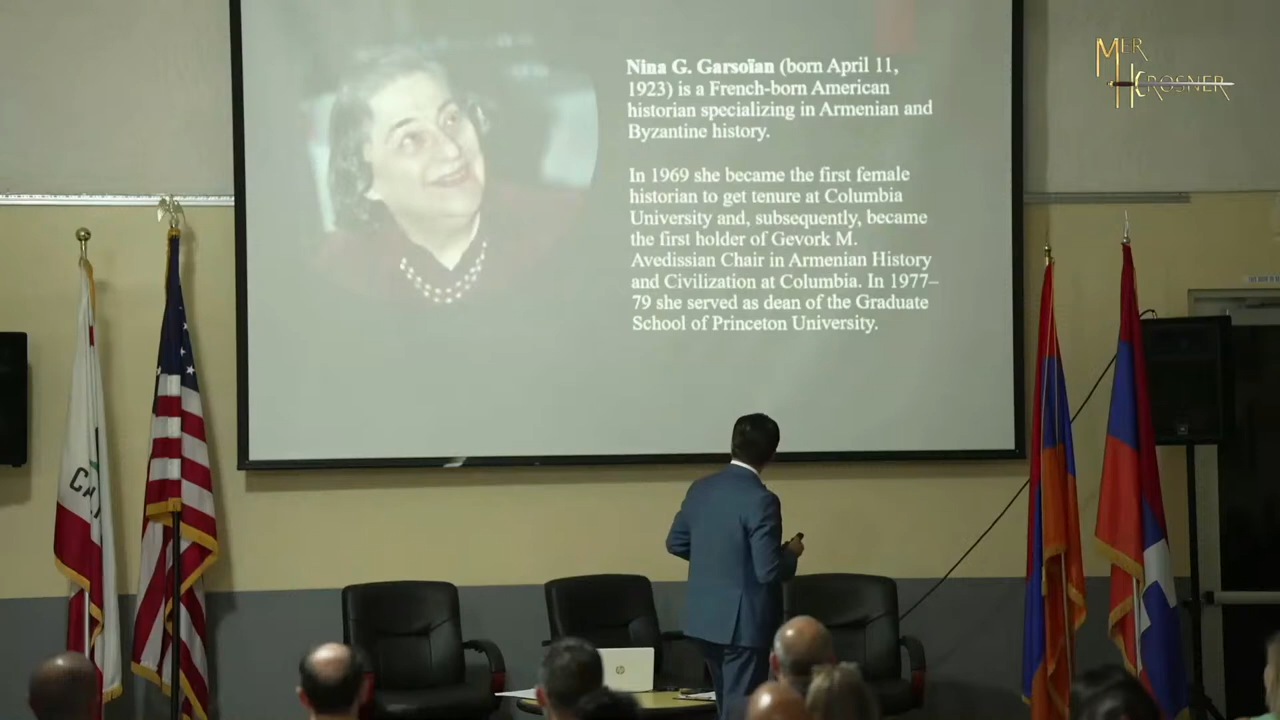 Nina G. Garsoïan (born April 11,
1923) is a French-born American
historian specializing in Armenian and
Byzantine history.
In 1969 she became the first female
historian to get tenure at Columbia
University and, subsequently, became
the first holder of Gevork M.
Avedissian Chair in Armenian History
and Civilization at Columbia. In 1977–
79 she served as dean of the Graduate
School of Princeton University.
MER
HEROSNER
hp